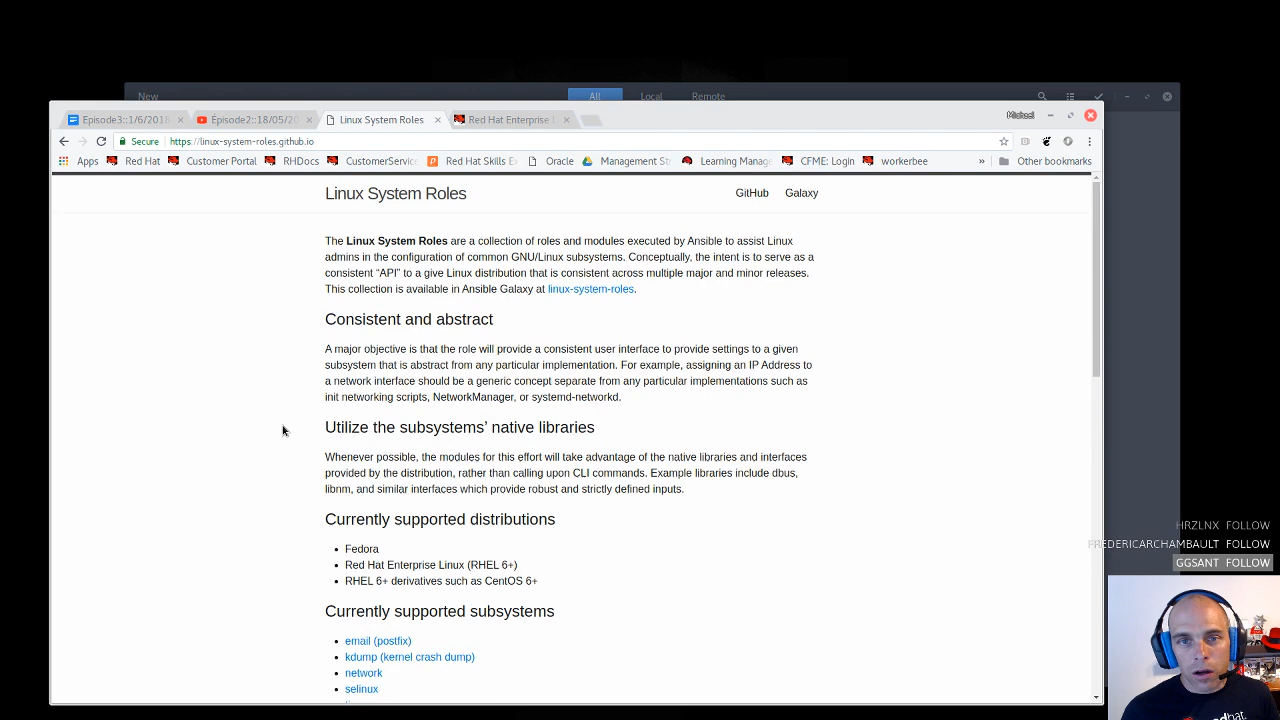 New All Local Remote
Episode3::1/6/2018 Episode2::18/05/20 Linux System Roles Red Hat Enterprise L Michael
Secure https://linux-system-roles.github.io
Apps Red Hat Customer Portal RHDocs CustomerService Red Hat Skills Ex Oracle Management Str Learning Manage CFME: Login workerbee » Other bookmarks
Linux System Roles GitHub Galaxy
The Linux System Roles are a collection of roles and modules executed by Ansible to assist Linux
admins in the configuration of common GNU/Linux subsystems. Conceptually, the intent is to serve as a
consistent “API” to a give Linux distribution that is consistent across multiple major and minor releases.
This collection is available in Ansible Galaxy at linux-system-roles.
Consistent and abstract
A major objective is that the role will provide a consistent user interface to provide settings to a given
subsystem that is abstract from any particular implementation. For example, assigning an IP Address to
a network interface should be a generic concept separate from any particular implementations such as
init networking scripts, NetworkManager, or systemd-networkd.
Utilize the subsystems’ native libraries
Whenever possible, the modules for this effort will take advantage of the native libraries and interfaces
provided by the distribution, rather than calling upon CLI commands. Example libraries include dbus,
libnm, and similar interfaces which provide robust and strictly defined inputs.
Currently supported distributions
• Fedora
• Red Hat Enterprise Linux (RHEL 6+)
• RHEL 6+ derivatives such as CentOS 6+
Currently supported subsystems
• email (postfix)
• kdump (kernel crash dump)
• network
• selinux
HRZLNX FOLLOW
FREDERICARCHAMBAULT FOLLOW
GGSANT FOLLOW